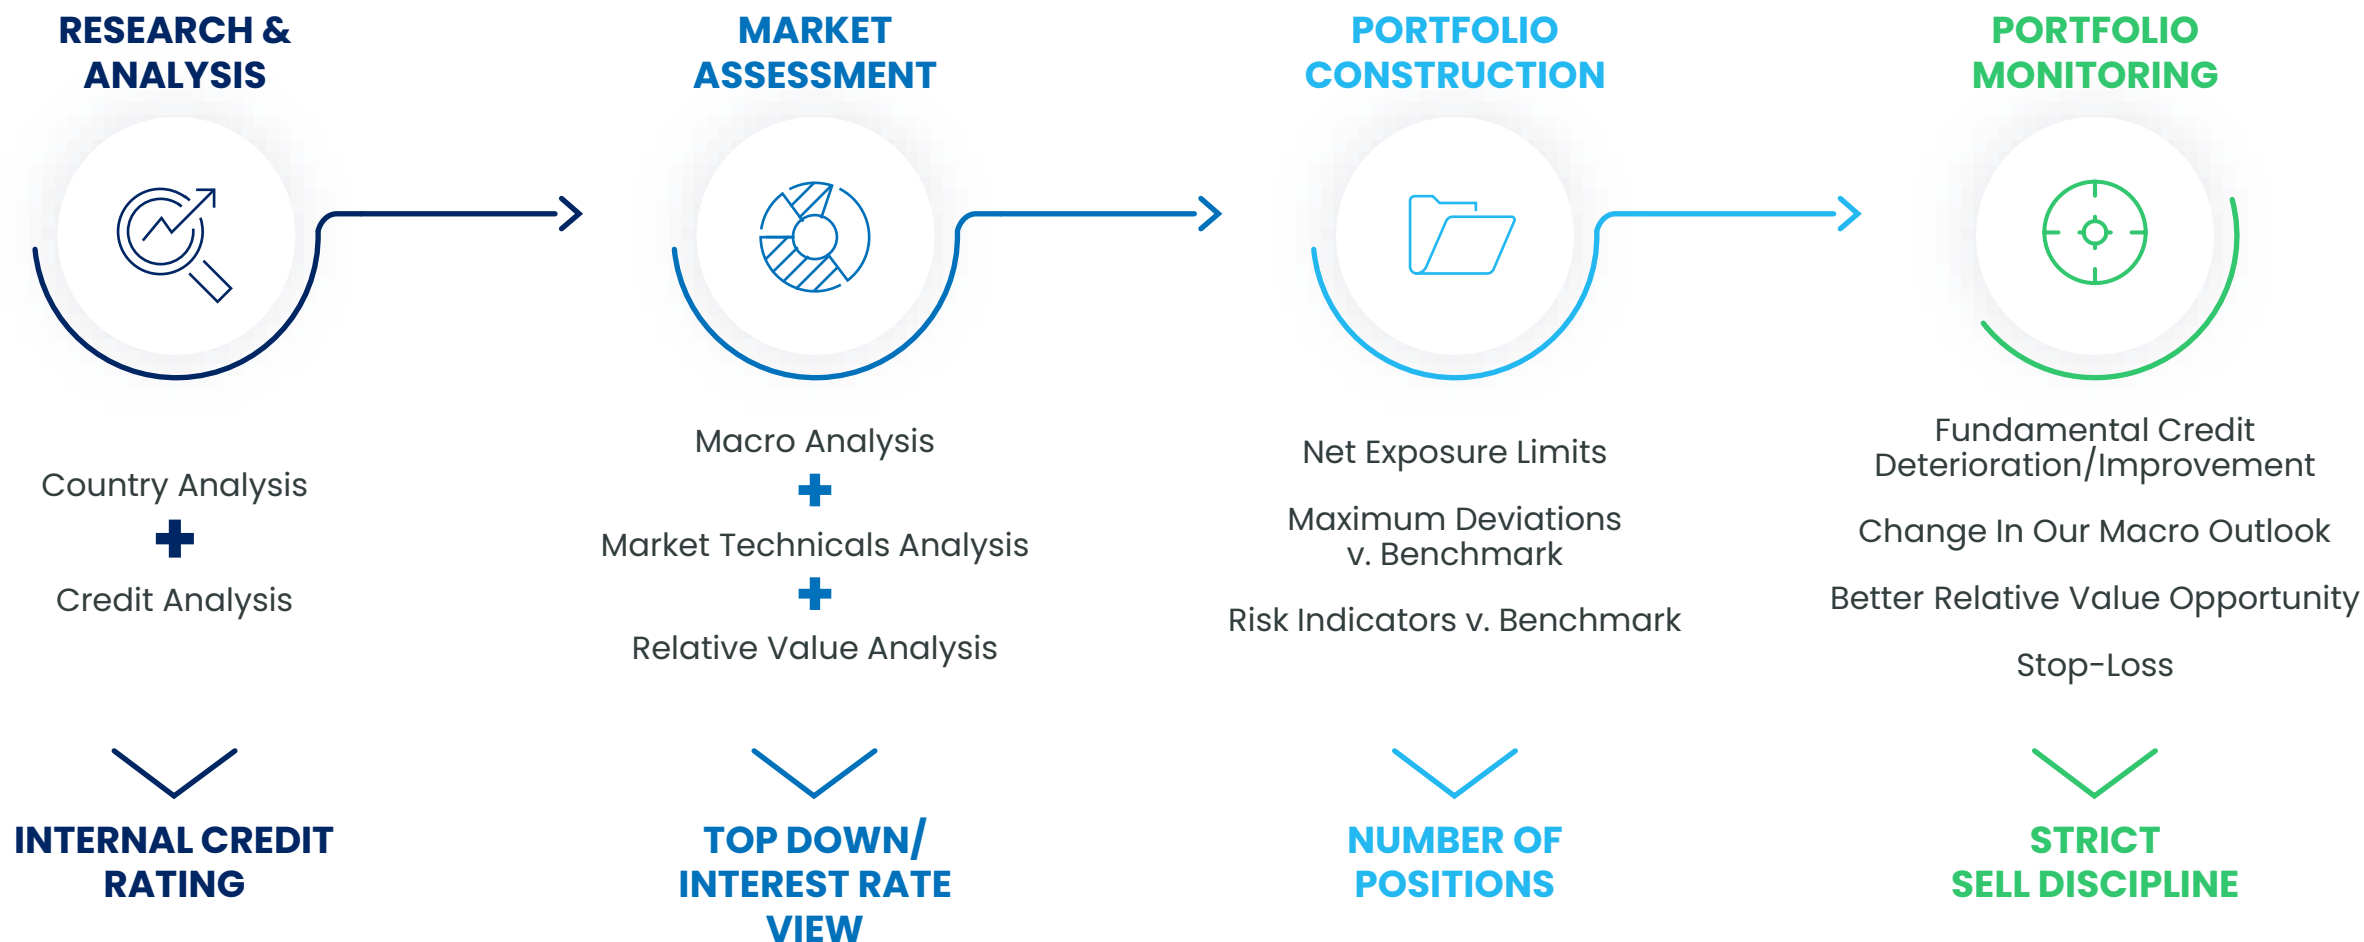 RESEARCH &
ANALYSIS
Country Analysis
+
Credit Analysis
INTERNAL CREDIT
RATING
MARKET
ASSESSMENT
Macro Analysis
+
Market Technicals Analysis
+
Relative Value Analysis
TOP DOWN/
INTEREST RATE
VIEW
PORTFOLIO
CONSTRUCTION
Net Exposure Limits
Maximum Deviations
v. Benchmark
Risk Indicators v. Benchmark
NUMBER OF
POSITIONS
PORTFOLIO
MONITORING
Fundamental Credit
Deterioration/Improvement
Change In Our Macro Outlook
Better Relative Value Opportunity
Stop-Loss
STRICT
SELL DISCIPLINE